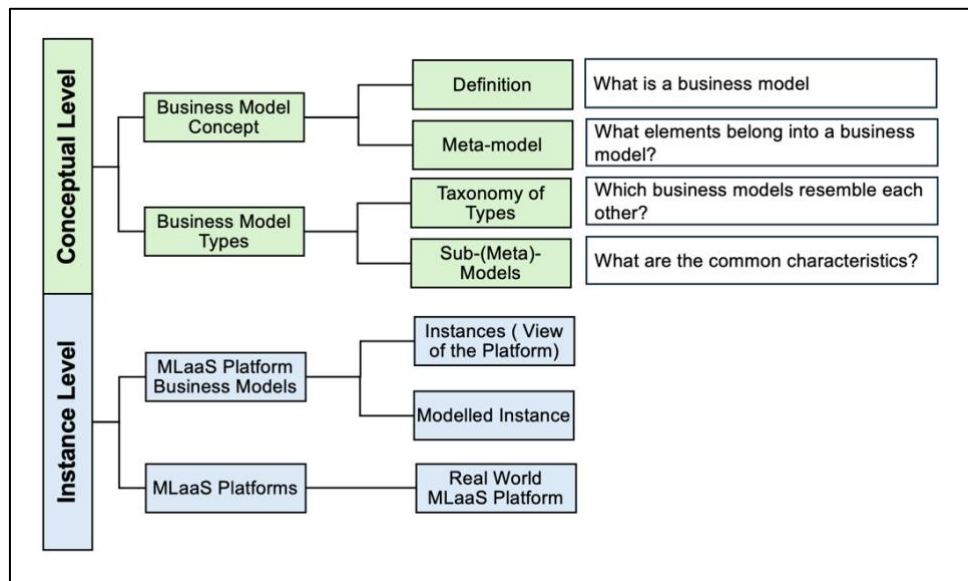 Conceptual Level
Business Model
Concept
Definition
What is a business model
Meta-model
What elements belong into a business
model?
Business Model
Types
Taxonomy of
Types
Which business models resemble each
other?
Sub-(Meta)-
Models
What are the common characteristics?
Instance Level
MLaaS Platform
Business Models
Instances ( View
of the Platform)
Modelled Instance
MLaaS Platforms
Real World
MLaaS Platform